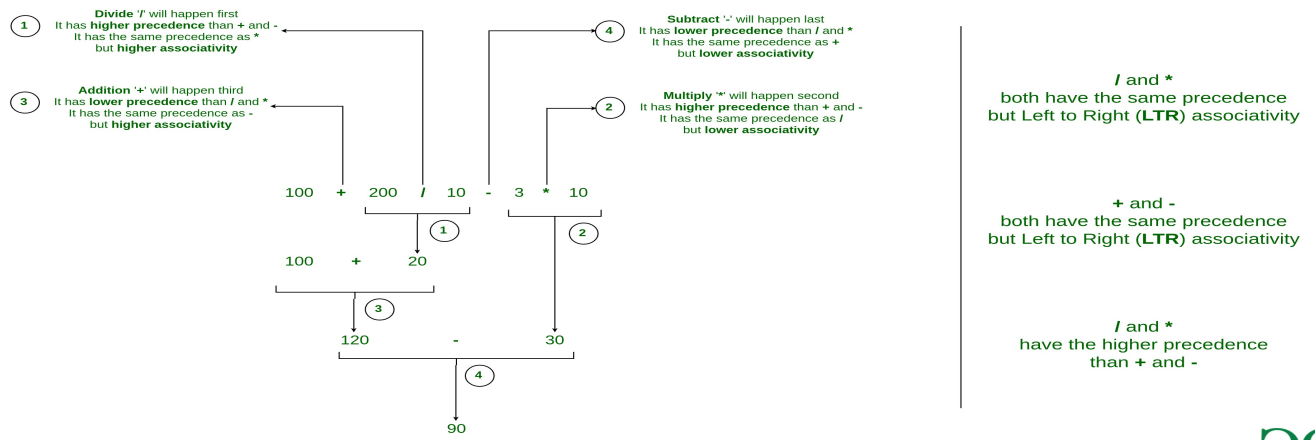 1
Divide '/' will happen first
It has higher precedence than + and -
It has the same precedence as *
but higher associativity
4
Subtract '-' will happen last
It has lower precedence than / and *
It has the same precedence as +
but lower associativity
3
Addition '+' will happen third
It has lower precedence than / and *
It has the same precedence as -
but higher associativity
2
Multiply '*' will happen second
It has higher precedence than + and -
It has the same precedence as /
but lower associativity
100 + 200 / 10 - 3 * 10
1
2
100 + 20
3
120 - 30
4
90
/ and *
both have the same precedence
but Left to Right (LTR) associativity
+ and -
both have the same precedence
but Left to Right (LTR) associativity
/ and *
have the higher precedence
than + and -